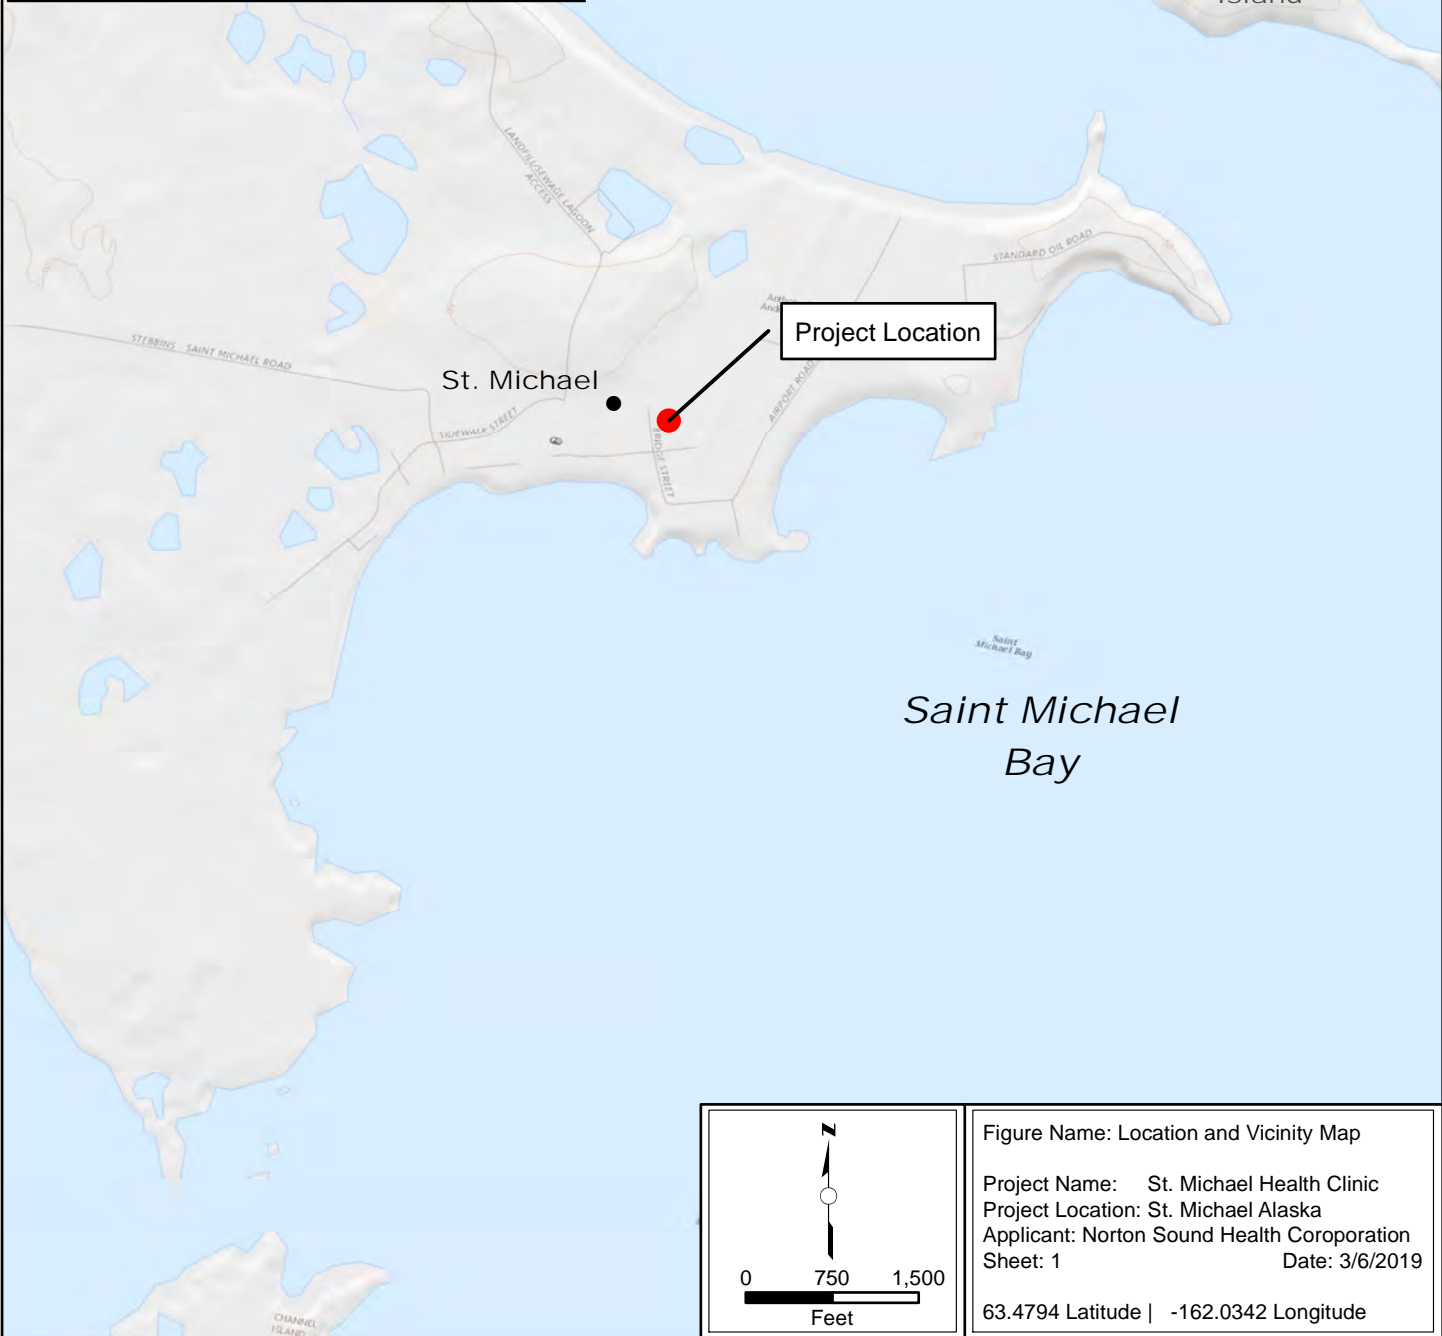 Island
LANDFILL/SEWAGE LAGOON
ACCESS
STANDARD OIL ROAD
Project Location
STEBBINS - SAINT MICHAEL ROAD
St. Michael
AIRPORT ROAD
SIDEWALK STREET
STREET
Saint
Michael Bay
Saint Michael
Bay
N
0 750 1,500
Feet
Figure Name: Location and Vicinity Map
Project Name: St. Michael Health Clinic
Project Location: St. Michael Alaska
Applicant: Norton Sound Health Coroporation
Sheet: 1 Date: 3/6/2019
63.4794 Latitude | -162.0342 Longitude
CHANNEL
ISLAND